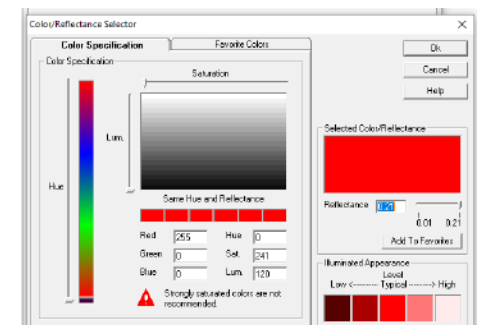 Color/Reflectance Selector
Color Specification
Favorite Colors
Ok
Cancel
Help
Color Specification
Saturation
Lum.
Hue
Same Hue and Reflectance
Red 255 Hue 0
Green 0 Sat. 241
Blue 0 Lum. 120
Strongly saturated colors are not
recommended.
Selected Color/Reflectance
Reflectance 0.21
0.01 0.21
Add To Favorites
Illuminated Appearance
Level
Low <-------- Typical --------> High